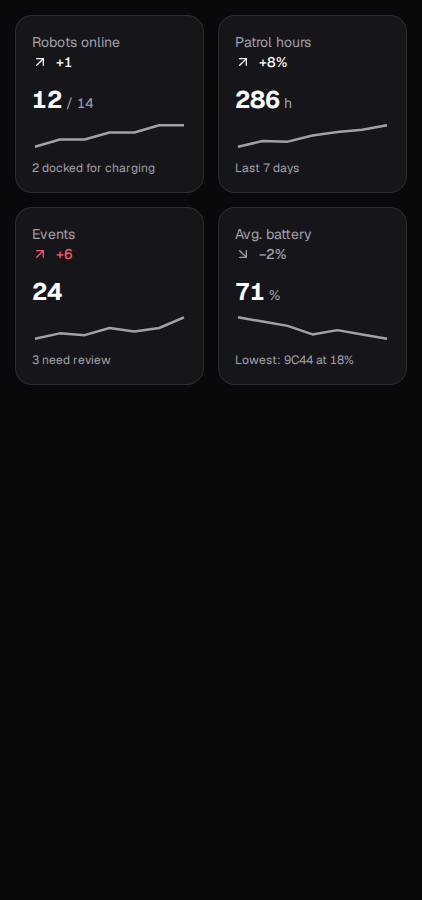 Robots online
+1
12 / 14
2 docked for charging
Patrol hours
+8%
286 h
Last 7 days
Events
+6
24
3 need review
Avg. battery
−2%
71 %
Lowest: 9C44 at 18%